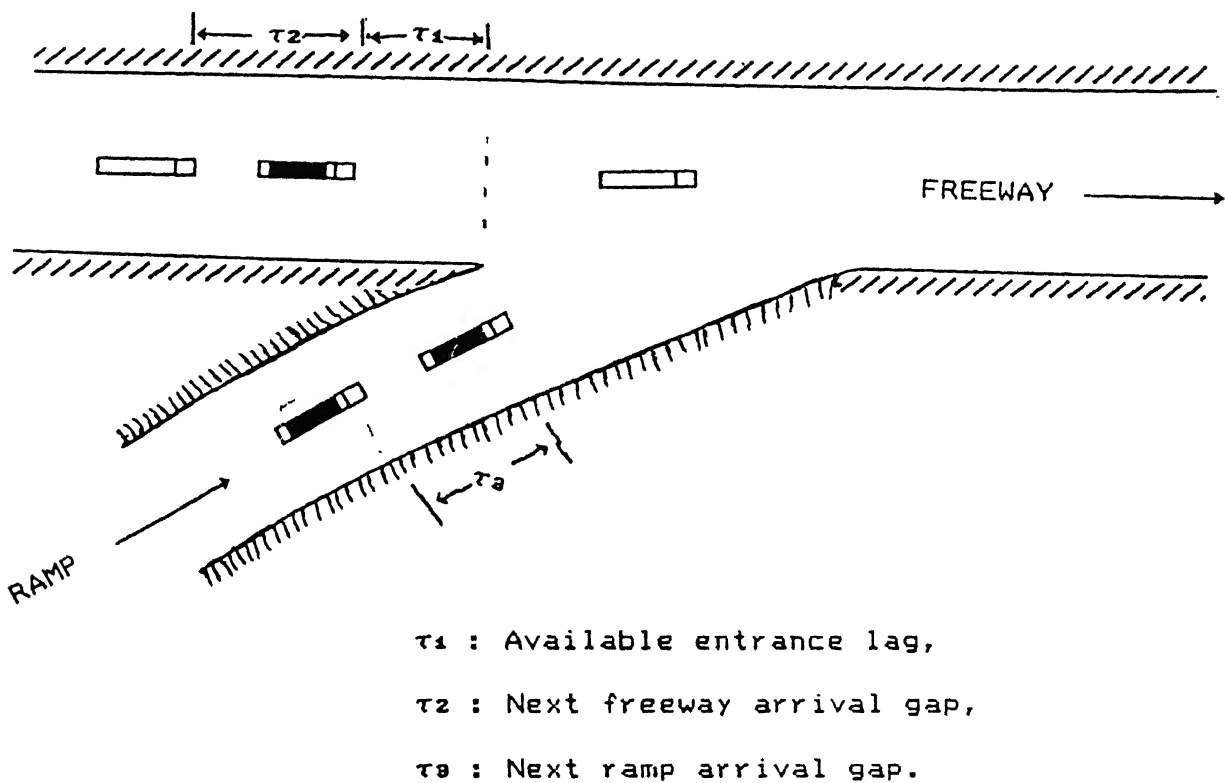 τ2 τ1
FREEWAY
τ3
RAMP
τ1 : Available entrance lag,
τ2 : Next freeway arrival gap,
τ3 : Next ramp arrival gap.